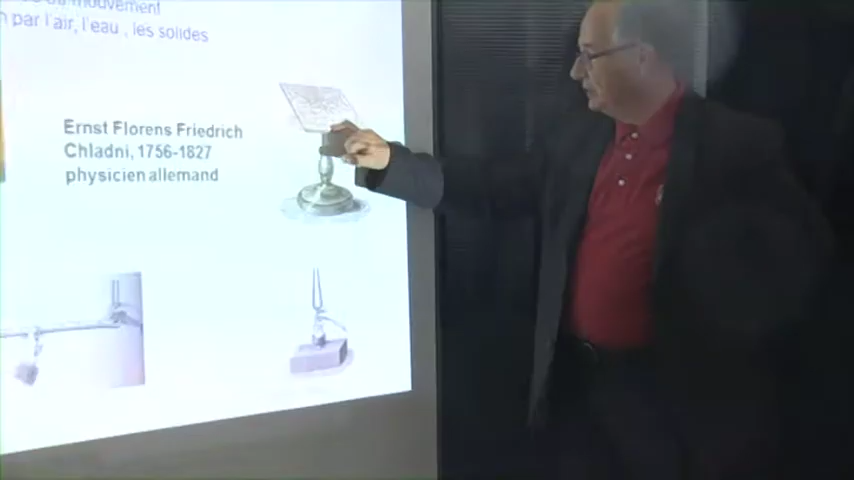 mouvement
par l'air, l'eau , les solides
Ernst Florens Friedrich
Chladni, 1756-1827
physicien allemand